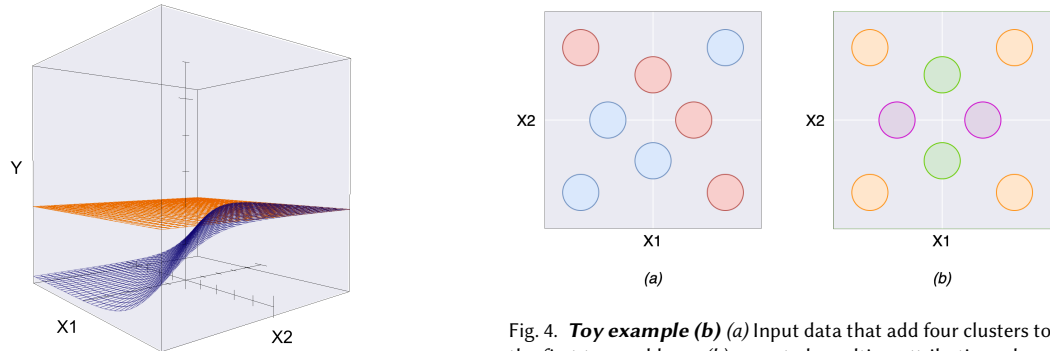 Y
X1
X2
X2
X1
(a)
X2
X1
(b)
Fig. 4. Toy example (b) (a) Input data that add four clusters to